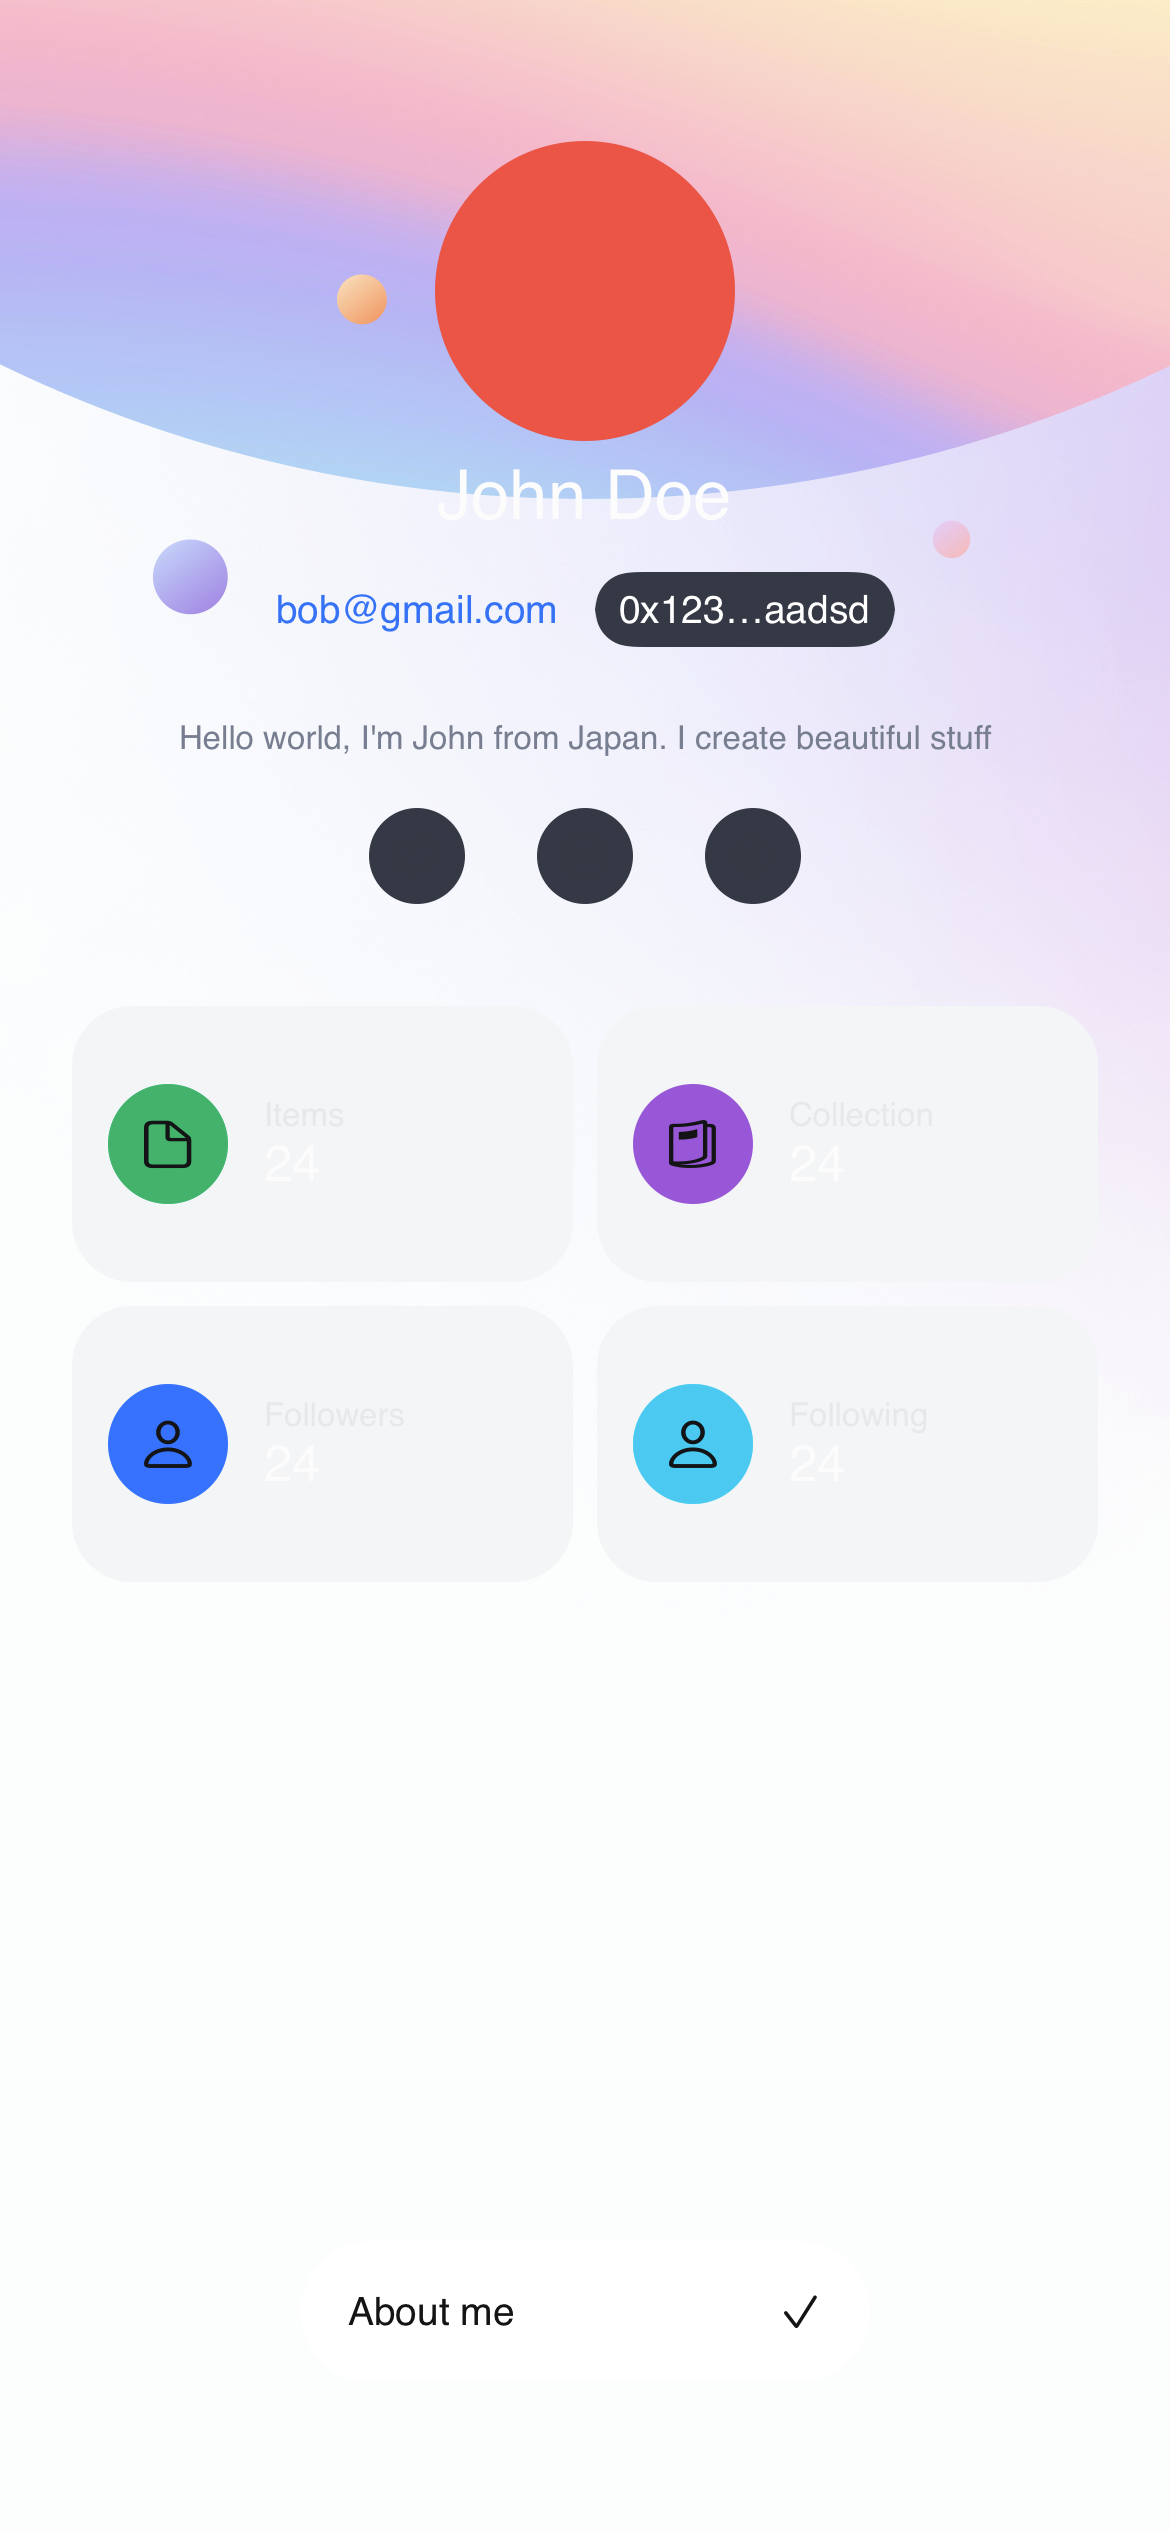 John Doe
bob@gmail.com 0x123...aadsd
Hello world, I'm John from Japan. I create beautiful stuff
Items
24
Collection
24
Followers
24
Following
24
About me